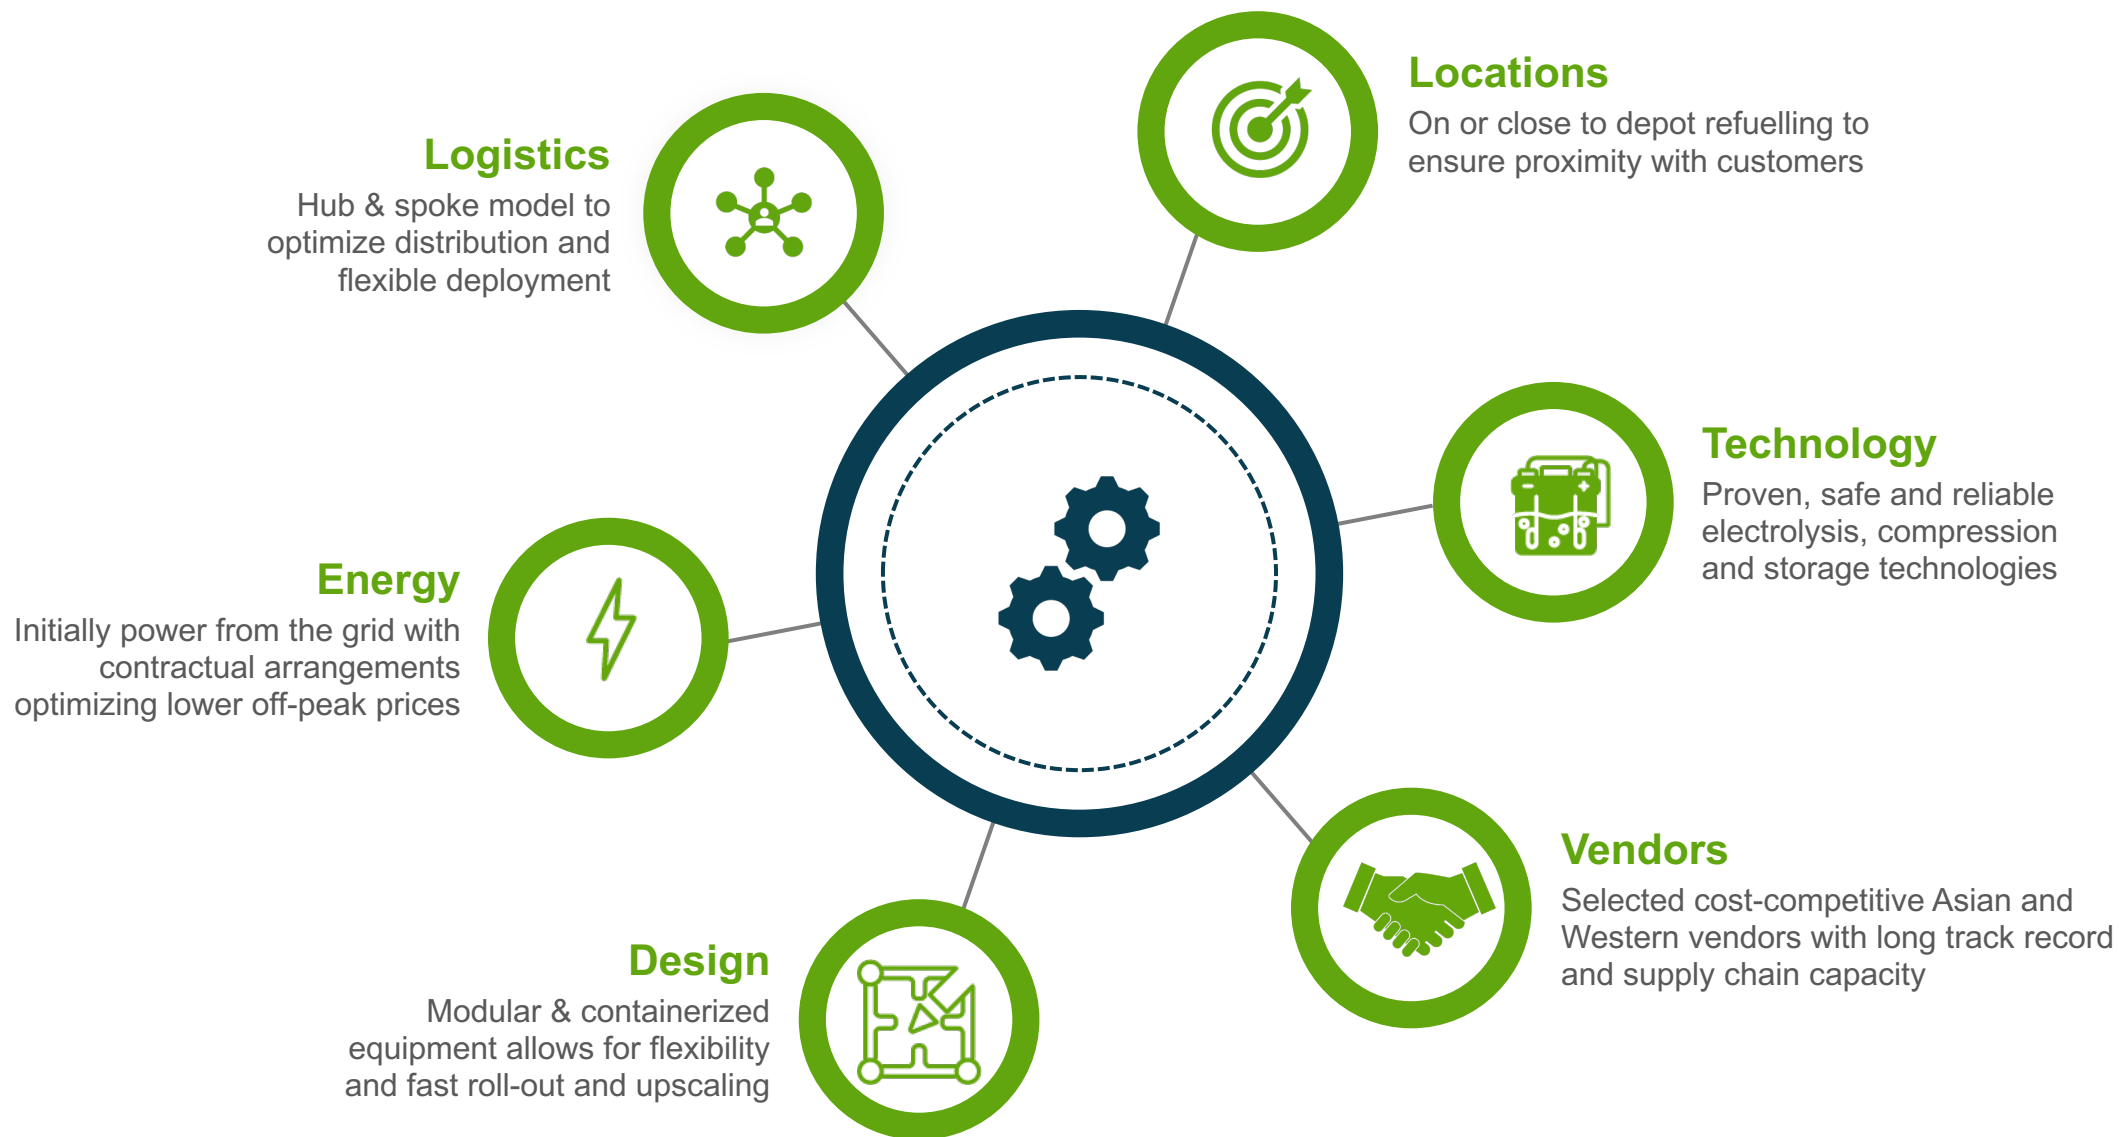 Locations
On or close to depot refuelling to
ensure proximity with customers
Logistics
Hub & spoke model to
optimize distribution and
flexible deployment
Technology
Proven, safe and reliable
electrolysis, compression
and storage technologies
Energy
Initially power from the grid with
contractual arrangements
optimizing lower off-peak prices
Vendors
Selected cost-competitive Asian and
Western vendors with long track record
and supply chain capacity
Design
Modular & containerized
equipment allows for flexibility
and fast roll-out and upscaling